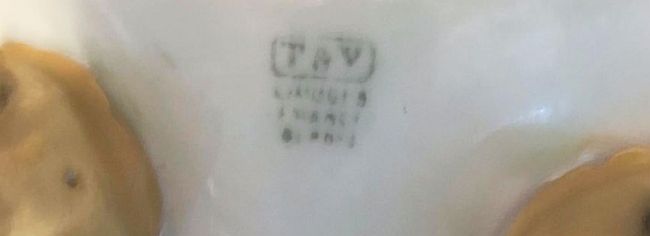 T & V
LIMOGES
FRANCE